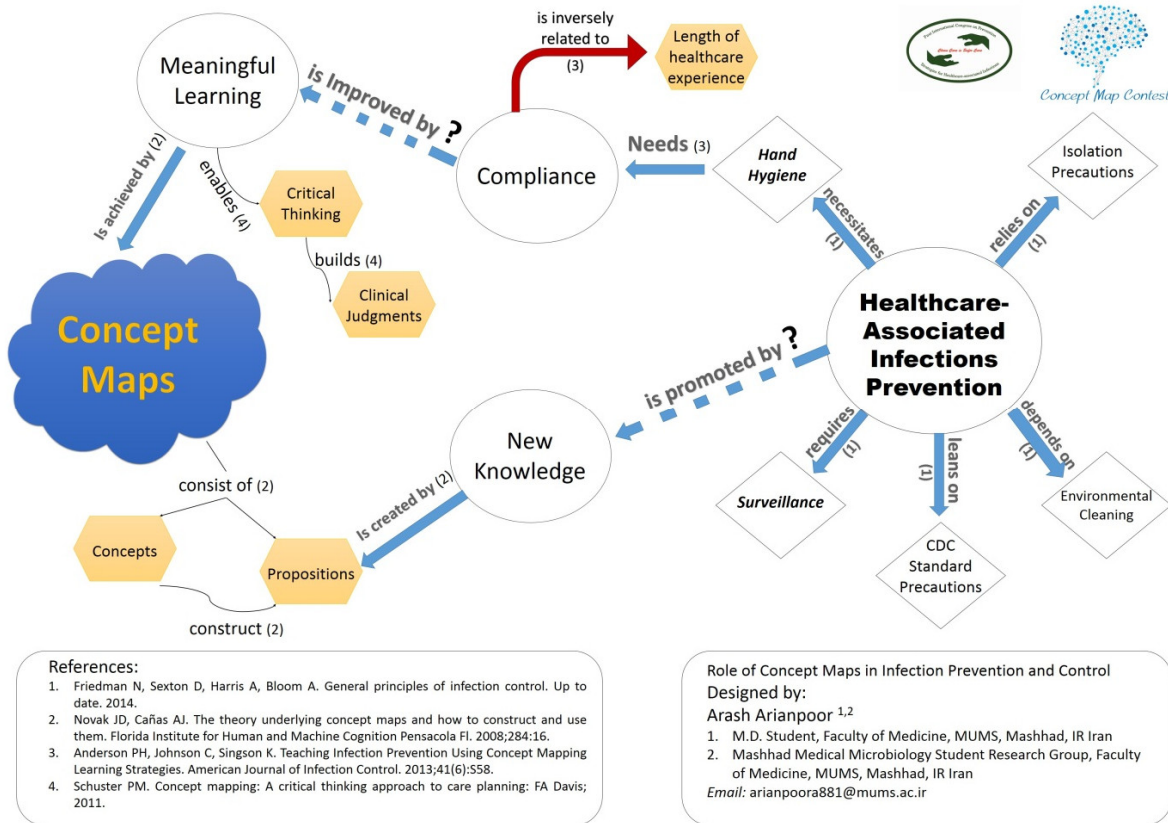 is inversely
related to
(3)
Length of
healthcare
experience
Concept Map Contest
Meaningful
Learning
is Improved by ?
Compliance
Needs (3)
Hand
Hygiene
Isolation
Precautions
Is achieved by (2)
enables (4)
Critical
Thinking
builds (4)
Clinical
Judgments
necessitates
(1)
relies on
(1)
Healthcare-
Associated
Infections
Prevention
Concept
Maps
is promoted by ?
New
Knowledge
requires
(1)
leans on
(1)
depends on
(1)
Surveillance
CDC
Standard
Precautions
Environmental
Cleaning
consist of (2)
Is created by (2)
Concepts
Propositions
construct (2)
References:
1. Friedman N, Sexton D, Harris A, Bloom A. General principles of infection control. Up to
date. 2014.
2. Novak JD, Cañas AJ. The theory underlying concept maps and how to construct and use
them. Florida Institute for Human and Machine Cognition Pensacola Fl. 2008;284:16.
3. Anderson PH, Johnson C, Singson K. Teaching Infection Prevention Using Concept Mapping
Learning Strategies. American Journal of Infection Control. 2013;41(6):S58.
4. Schuster PM. Concept mapping: A critical thinking approach to care planning: FA Davis;
2011.
Role of Concept Maps in Infection Prevention and Control
Designed by:
Arash Arianpoor 1,2
1. M.D. Student, Faculty of Medicine, MUMS, Mashhad, IR Iran
2. Mashhad Medical Microbiology Student Research Group, Faculty
of Medicine, MUMS, Mashhad, IR Iran
Email: arianpoora881@mums.ac.ir